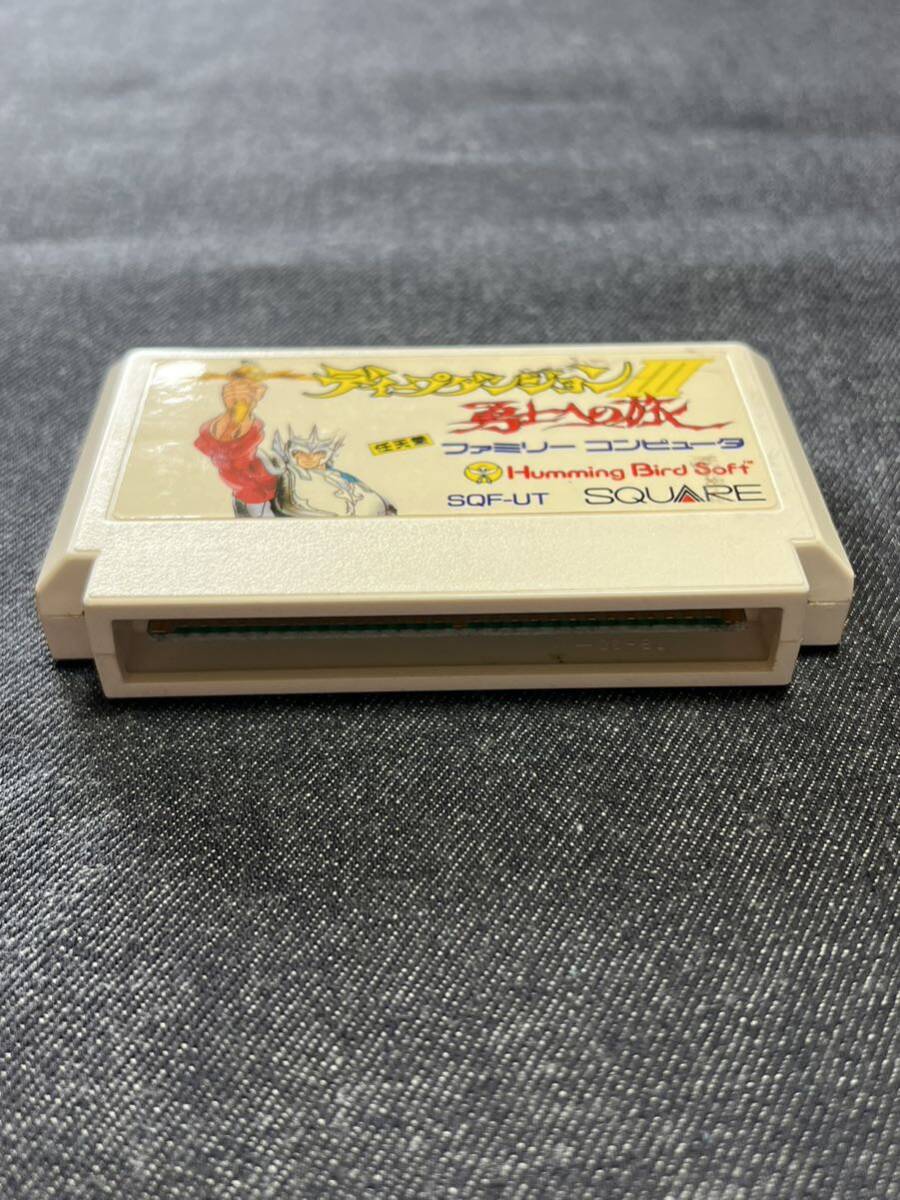 ディープダンジョンIII
勇士への旅
任天堂 ファミリー コンピュータ
Humming Bird Soft™
SQF-UT SQUARE